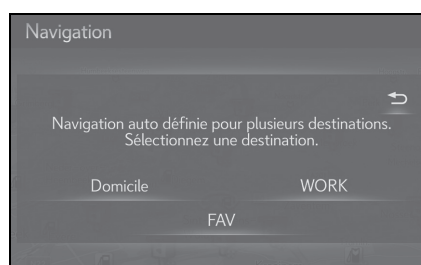 Navigation
Navigation auto définie pour plusieurs destinations.
Sélectionnez une destination.
Domicile
WORK
FAV